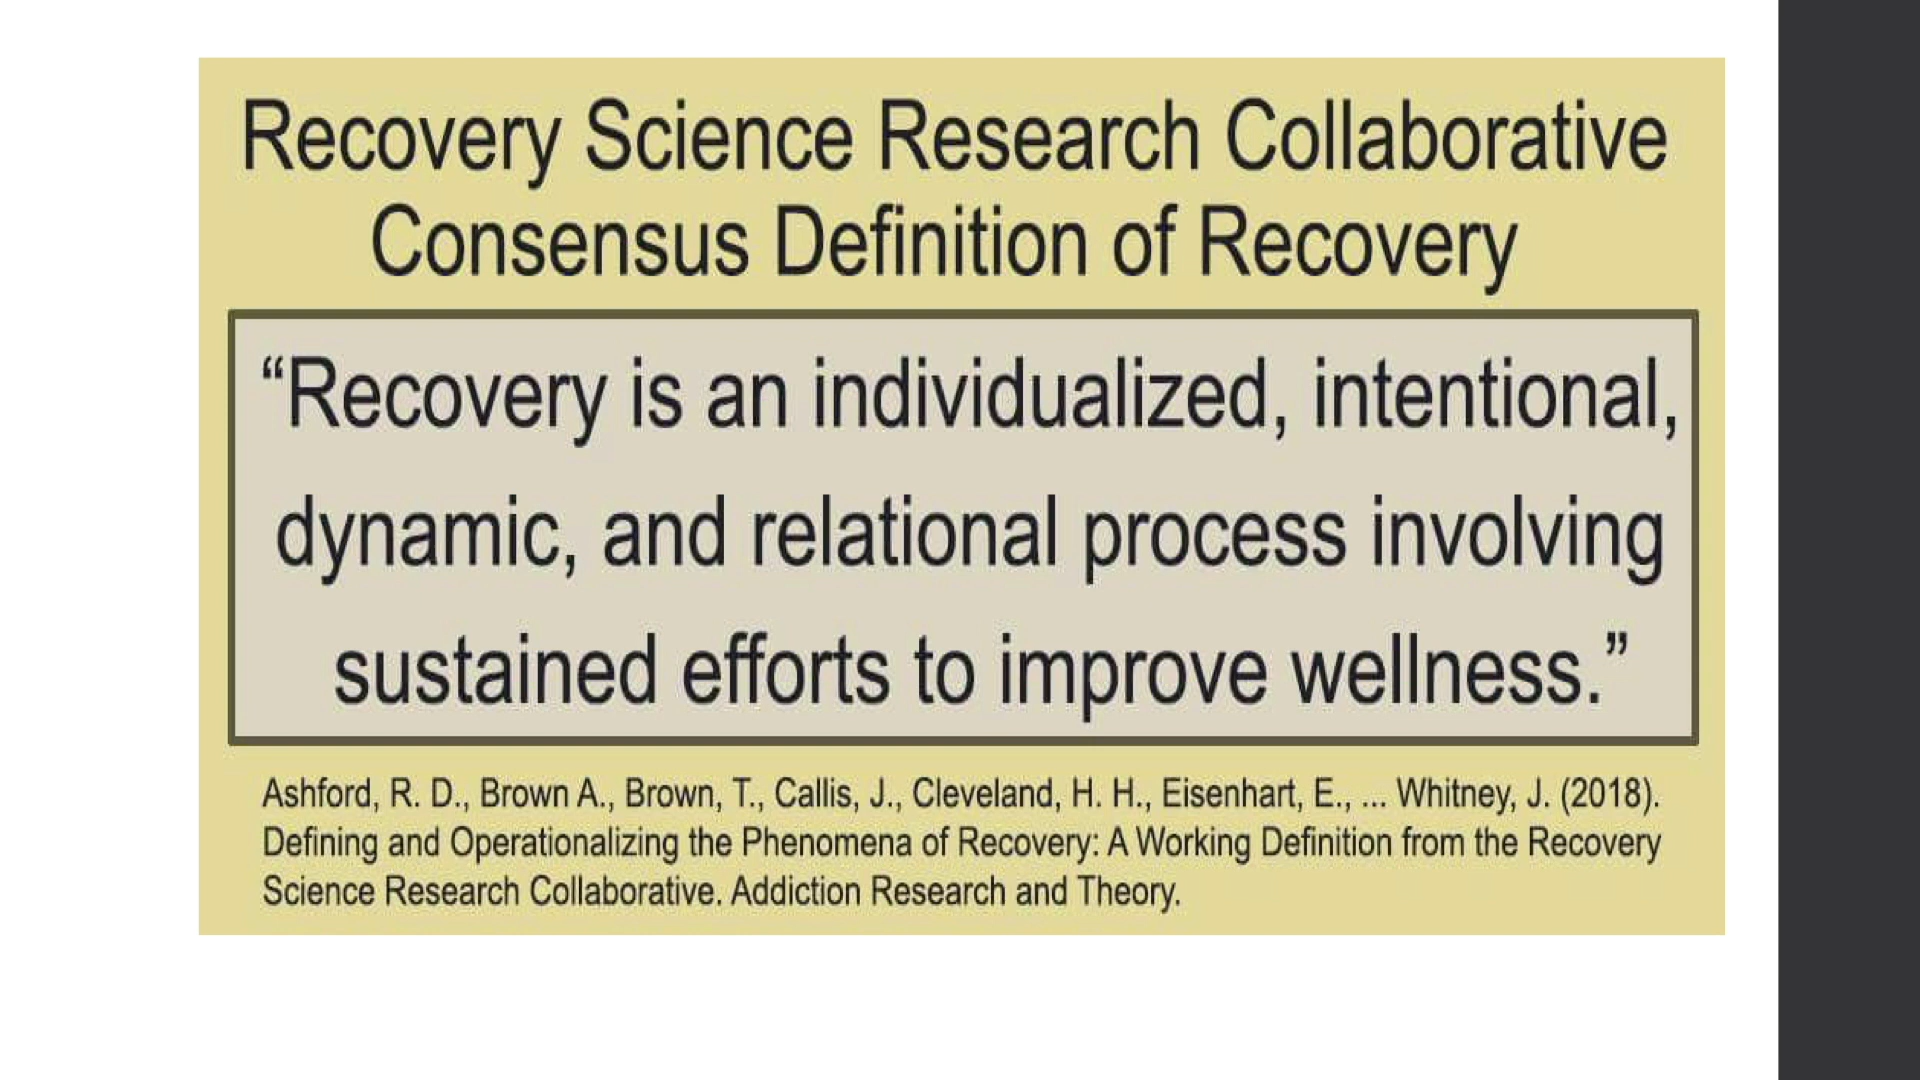 Recovery Science Research Collaborative
Consensus Definition of Recovery
“Recovery is an individualized, intentional,
dynamic, and relational process involving
sustained efforts to improve wellness.”
Ashford, R. D., Brown A., Brown, T., Callis, J., Cleveland, H. H., Eisenhart, E., ... Whitney, J. (2018).
Defining and Operationalizing the Phenomena of Recovery: A Working Definition from the Recovery
Science Research Collaborative. Addiction Research and Theory.